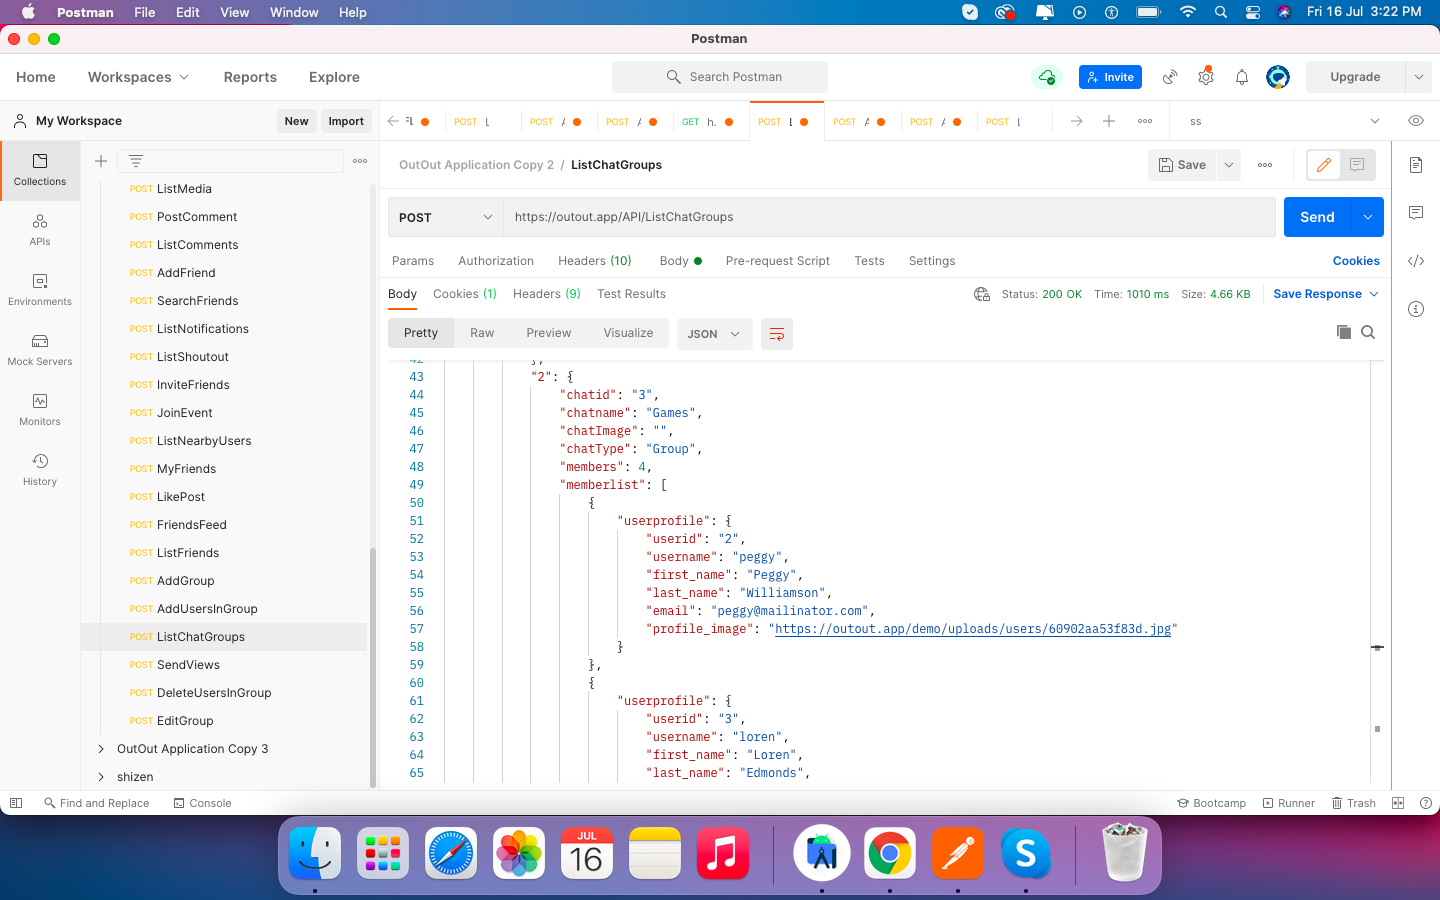 Postman File Edit View Window Help Fri 16 Jul 3:22 PM
Postman
Home Workspaces Reports Explore Search Postman Invite Upgrade
My Workspace New Import
POST L POST A POST A GET h. POST L POST A POST A POST L ss
Collections
APIs
Environments
Mock Servers
Monitors
History
POST ListMedia
POST PostComment
POST ListComments
POST AddFriend
POST SearchFriends
POST ListNotifications
POST ListShoutout
POST InviteFriends
POST JoinEvent
POST ListNearbyUsers
POST MyFriends
POST LikePost
POST FriendsFeed
POST ListFriends
POST AddGroup
POST AddUsersInGroup
POST ListChatGroups
POST SendViews
POST DeleteUsersInGroup
POST EditGroup
OutOut Application Copy 3
shizen
OutOut Application Copy 2 / ListChatGroups Save
POST https://outout.app/API/ListChatGroups Send
Params Authorization Headers (10) Body Pre-request Script Tests Settings Cookies
Body Cookies (1) Headers (9) Test Results Status: 200 OK Time: 1010 ms Size: 4.66 KB Save Response
Pretty Raw Preview Visualize JSON
42 },
43 "2": {
44 "chatid": "3",
45 "chatname": "Games",
46 "chatImage": "",
47 "chatType": "Group",
48 "members": 4,
49 "memberlist": [
50 {
51 "userprofile": {
52 "userid": "2",
53 "username": "peggy",
54 "first_name": "Peggy",
55 "last_name": "Williamson",
56 "email": "peggy@mailinator.com",
57 "profile_image": "https://outout.app/demo/uploads/users/60902aa53f83d.jpg"
58 }
59 },
60 {
61 "userprofile": {
62 "userid": "3",
63 "username": "loren",
64 "first_name": "Loren",
65 "last_name": "Edmonds",
Find and Replace Console Bootcamp Runner Trash
JUL
16